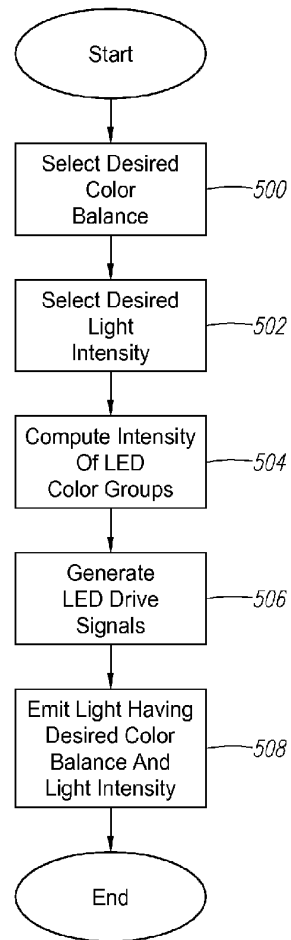 Start
Select Desired
Color
Balance
500
Select Desired
Light
Intensity
502
Compute Intensity
Of LED
Color Groups
504
Generate
LED Drive
Signals
506
Emit Light Having
Desired Color
Balance And
Light Intensity
508
End